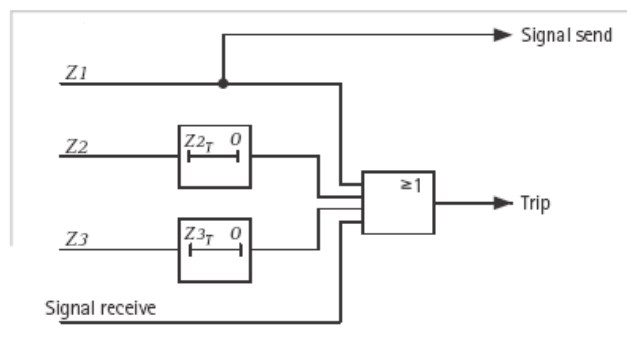 Signal send
Z1
Z2
Z2T 0
≥1
Trip
Z3
Z3T 0
Signal receive